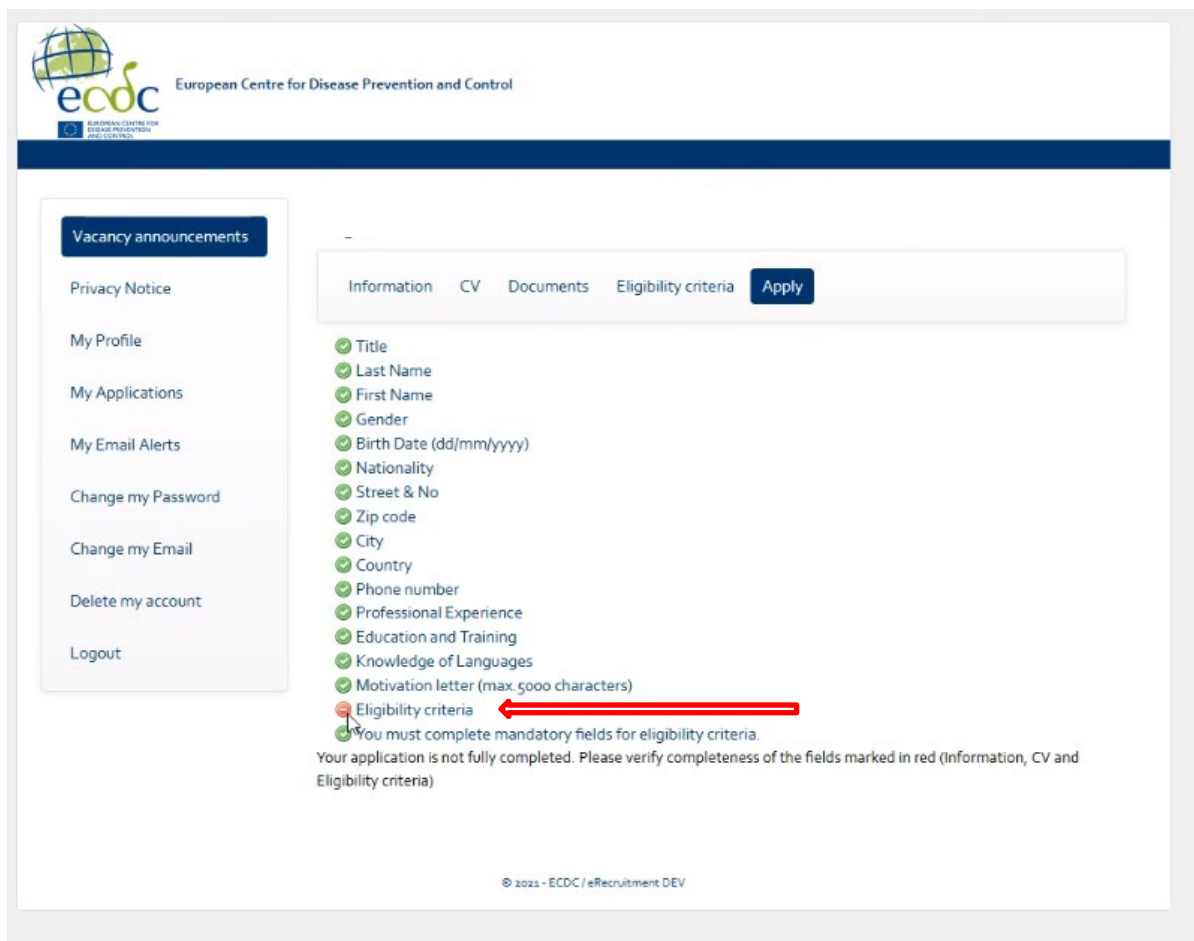 ecdc
EUROPEAN CENTRE FOR
DISEASE PREVENTION
AND CONTROL
European Centre for Disease Prevention and Control
Vacancy announcements
Privacy Notice
My Profile
My Applications
My Email Alerts
Change my Password
Change my Email
Delete my account
Logout
Information CV Documents Eligibility criteria Apply
Title
Last Name
First Name
Gender
Birth Date (dd/mm/yyyy)
Nationality
Street & No
Zip code
City
Country
Phone number
Professional Experience
Education and Training
Knowledge of Languages
Motivation letter (max. 5000 characters)
Eligibility criteria
You must complete mandatory fields for eligibility criteria.
Your application is not fully completed. Please verify completeness of the fields marked in red (Information, CV and
Eligibility criteria)
© 2021 - ECDC / eRecruitment DEV